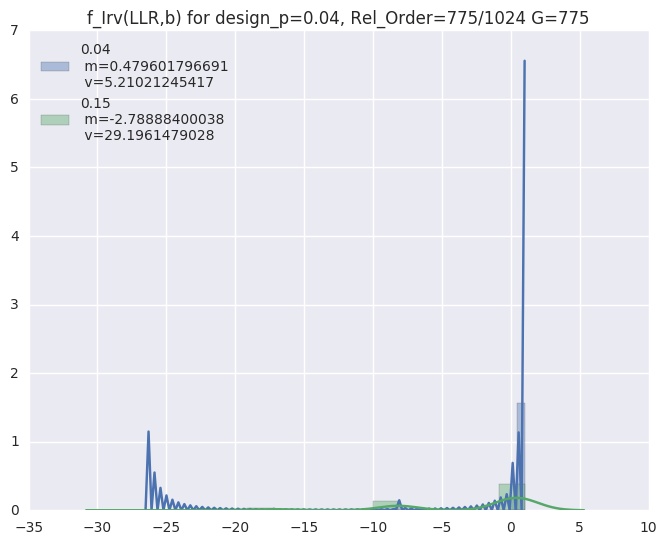 f_Irv(LLR,b) for design_p=0.04, Rel_Order=775/1024 G=775
0.04
m=0.479601796691
v=5.21021245417
0.15
m=-2.78888400038
v=29.1961479028
7
6
5
4
3
2
1
0
−35 −30 −25 −20 −15 −10 −5 0 5 10